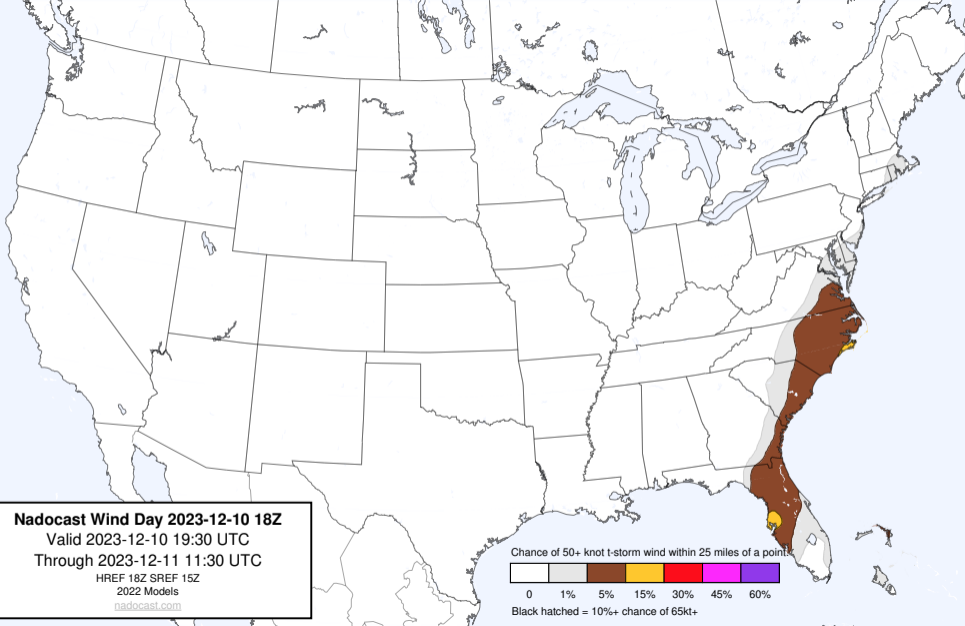 Nadocast Wind Day 2023-12-10 18Z
Valid 2023-12-10 19:30 UTC
Through 2023-12-11 11:30 UTC
HREF 18Z SREF 15Z
2022 Models
nadocast.com
Chance of 50+ knot t-storm wind within 25 miles of a point.
0 1% 5% 15% 30% 45% 60%
Black hatched = 10%+ chance of 65kt+